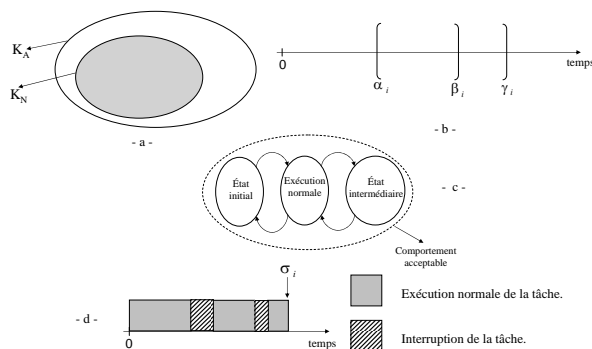 K_A
K_N
- a -
0
temps
α_i
β_i
γ_i
- b -
État
initial
Exécution
normale
État
intermédiaire
- c -
Comportement
acceptable
σ_i
- d -
0
temps
Exécution normale de la tâche.
Interruption de la tâche.